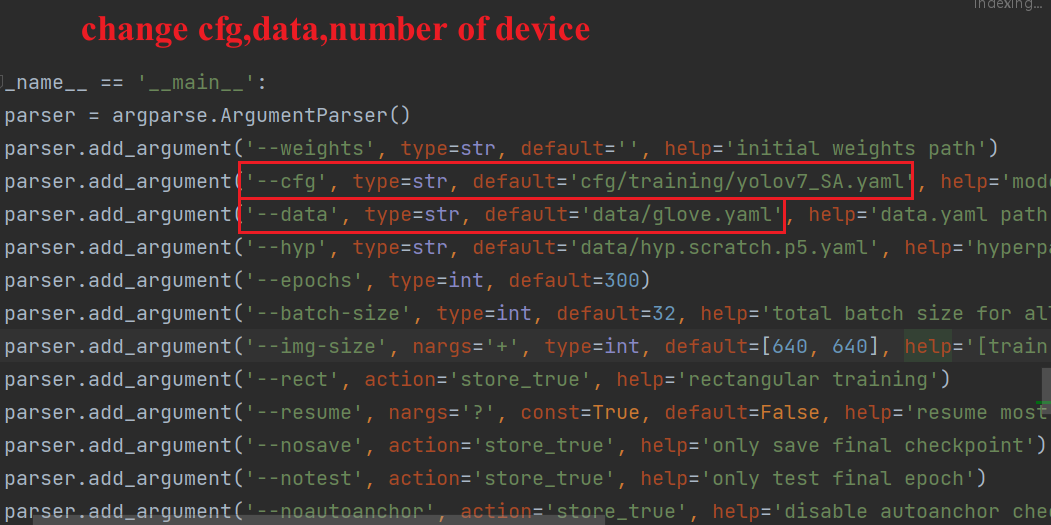 indexing...
change cfg,data,number of device
_name__ == '__main__':
parser = argparse.ArgumentParser()
parser.add_argument('--weights', type=str, default='', help='initial weights path')
parser.add_argument('--cfg', type=str, default='cfg/training/yolov7_SA.yaml', help='mod
parser.add_argument('--data', type=str, default='data/glove.yaml', help='data.yaml path
parser.add_argument('--hyp', type=str, default='data/hyp.scratch.p5.yaml', help='hyperpa
parser.add_argument('--epochs', type=int, default=300)
parser.add_argument('--batch-size', type=int, default=32, help='total batch size for al
parser.add_argument('--img-size', nargs='+', type=int, default=[640, 640], help='[train
parser.add_argument('--rect', action='store_true', help='rectangular training')
parser.add_argument('--resume', nargs='?', const=True, default=False, help='resume most
parser.add_argument('--nosave', action='store_true', help='only save final checkpoint')
parser.add_argument('--notest', action='store_true', help='only test final epoch')
parser.add_argument('--noautoanchor', action='store_true', help='disable autoanchor che